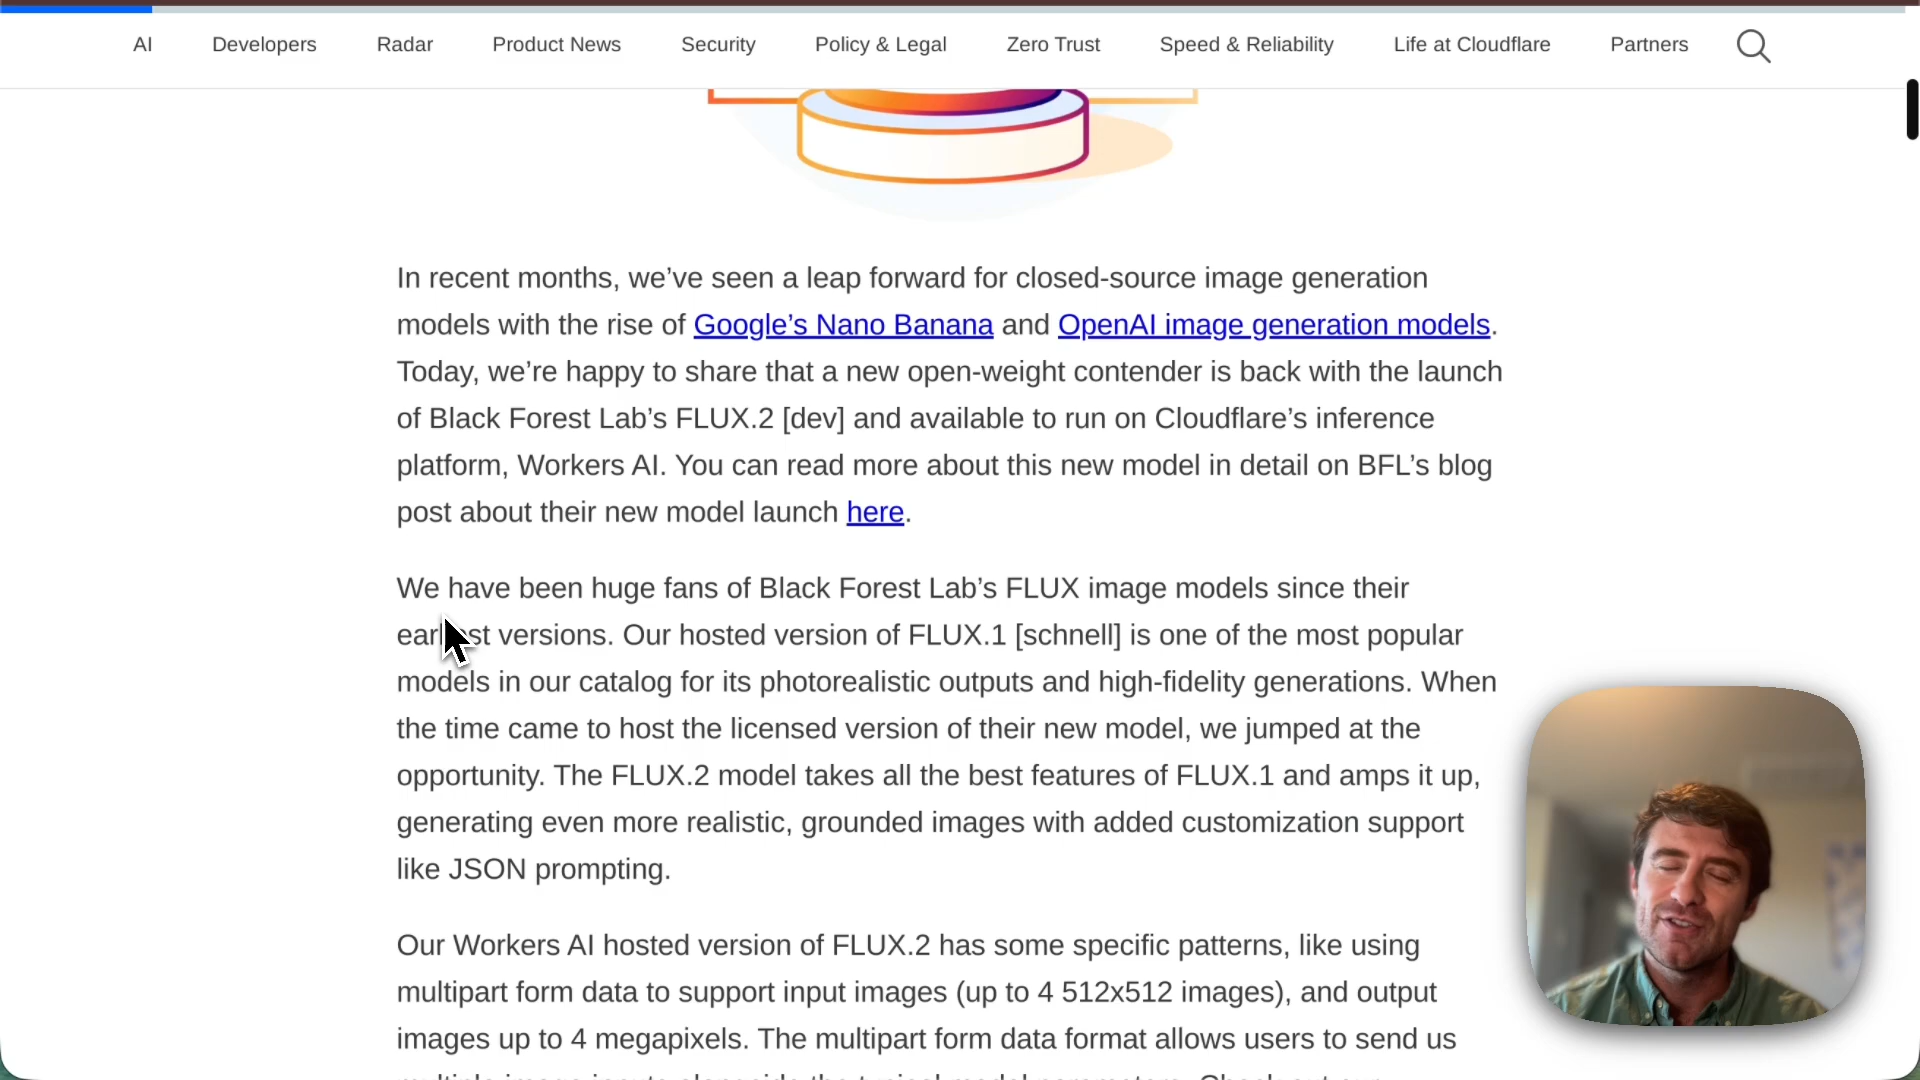 AI Developers Radar Product News Security Policy & Legal Zero Trust Speed & Reliability Life at Cloudflare Partners
In recent months, we’ve seen a leap forward for closed-source image generation
models with the rise of Google’s Nano Banana and OpenAI image generation models.
Today, we’re happy to share that a new open-weight contender is back with the launch
of Black Forest Lab’s FLUX.2 [dev] and available to run on Cloudflare’s inference
platform, Workers AI. You can read more about this new model in detail on BFL’s blog
post about their new model launch here.
We have been huge fans of Black Forest Lab’s FLUX image models since their
versions. Our hosted version of FLUX.1 [schnell] is one of the most popular
models in our catalog for its photorealistic outputs and high-fidelity generations. When
the time came to host the licensed version of their new model, we jumped at the
opportunity. The FLUX.2 model takes all the best features of FLUX.1 and amps it up,
generating even more realistic, grounded images with added customization support
like JSON prompting.
Our Workers AI hosted version of FLUX.2 has some specific patterns, like using
multipart form data to support input images (up to 4 512x512 images), and output
images up to 4 megapixels. The multipart form data format allows users to send us